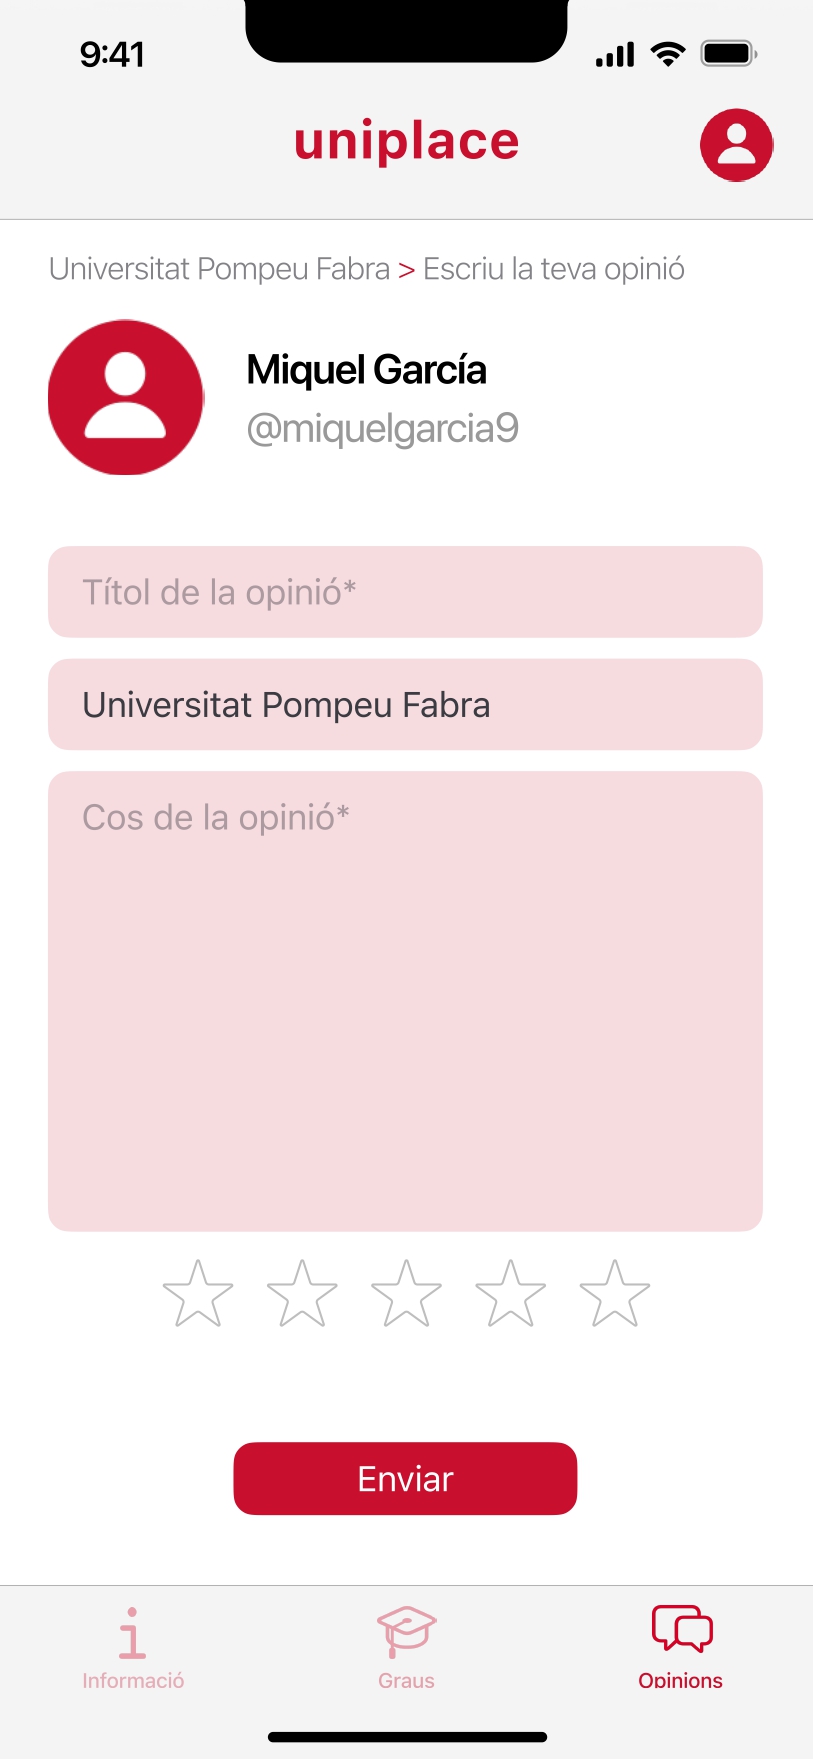 9:41
uniplace
Universitat Pompeu Fabra > Escriu la teva opinió
Miquel García
@miquelgarcia9
Títol de la opinió*
Universitat Pompeu Fabra
Cos de la opinió*
Enviar
Informació
Graus
Opinions